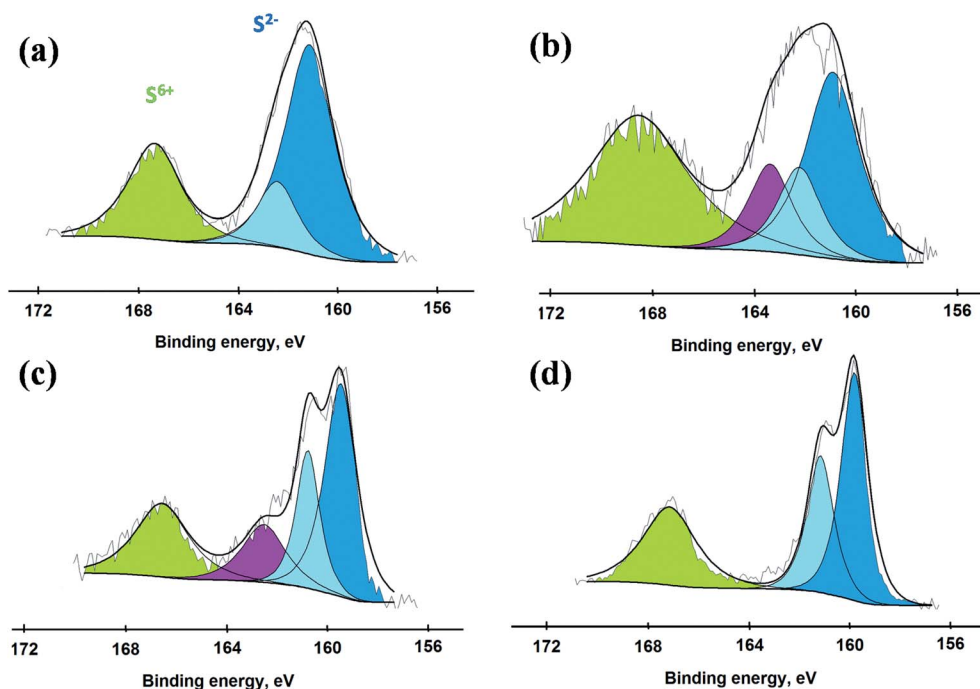 (a)
S²⁻
S⁶⁺
172 168 164 160 156
Binding energy, eV
(b)
172 168 164 160 156
Binding energy, eV
(c)
172 168 164 160 156
Binding energy, eV
(d)
172 168 164 160 156
Binding energy, eV